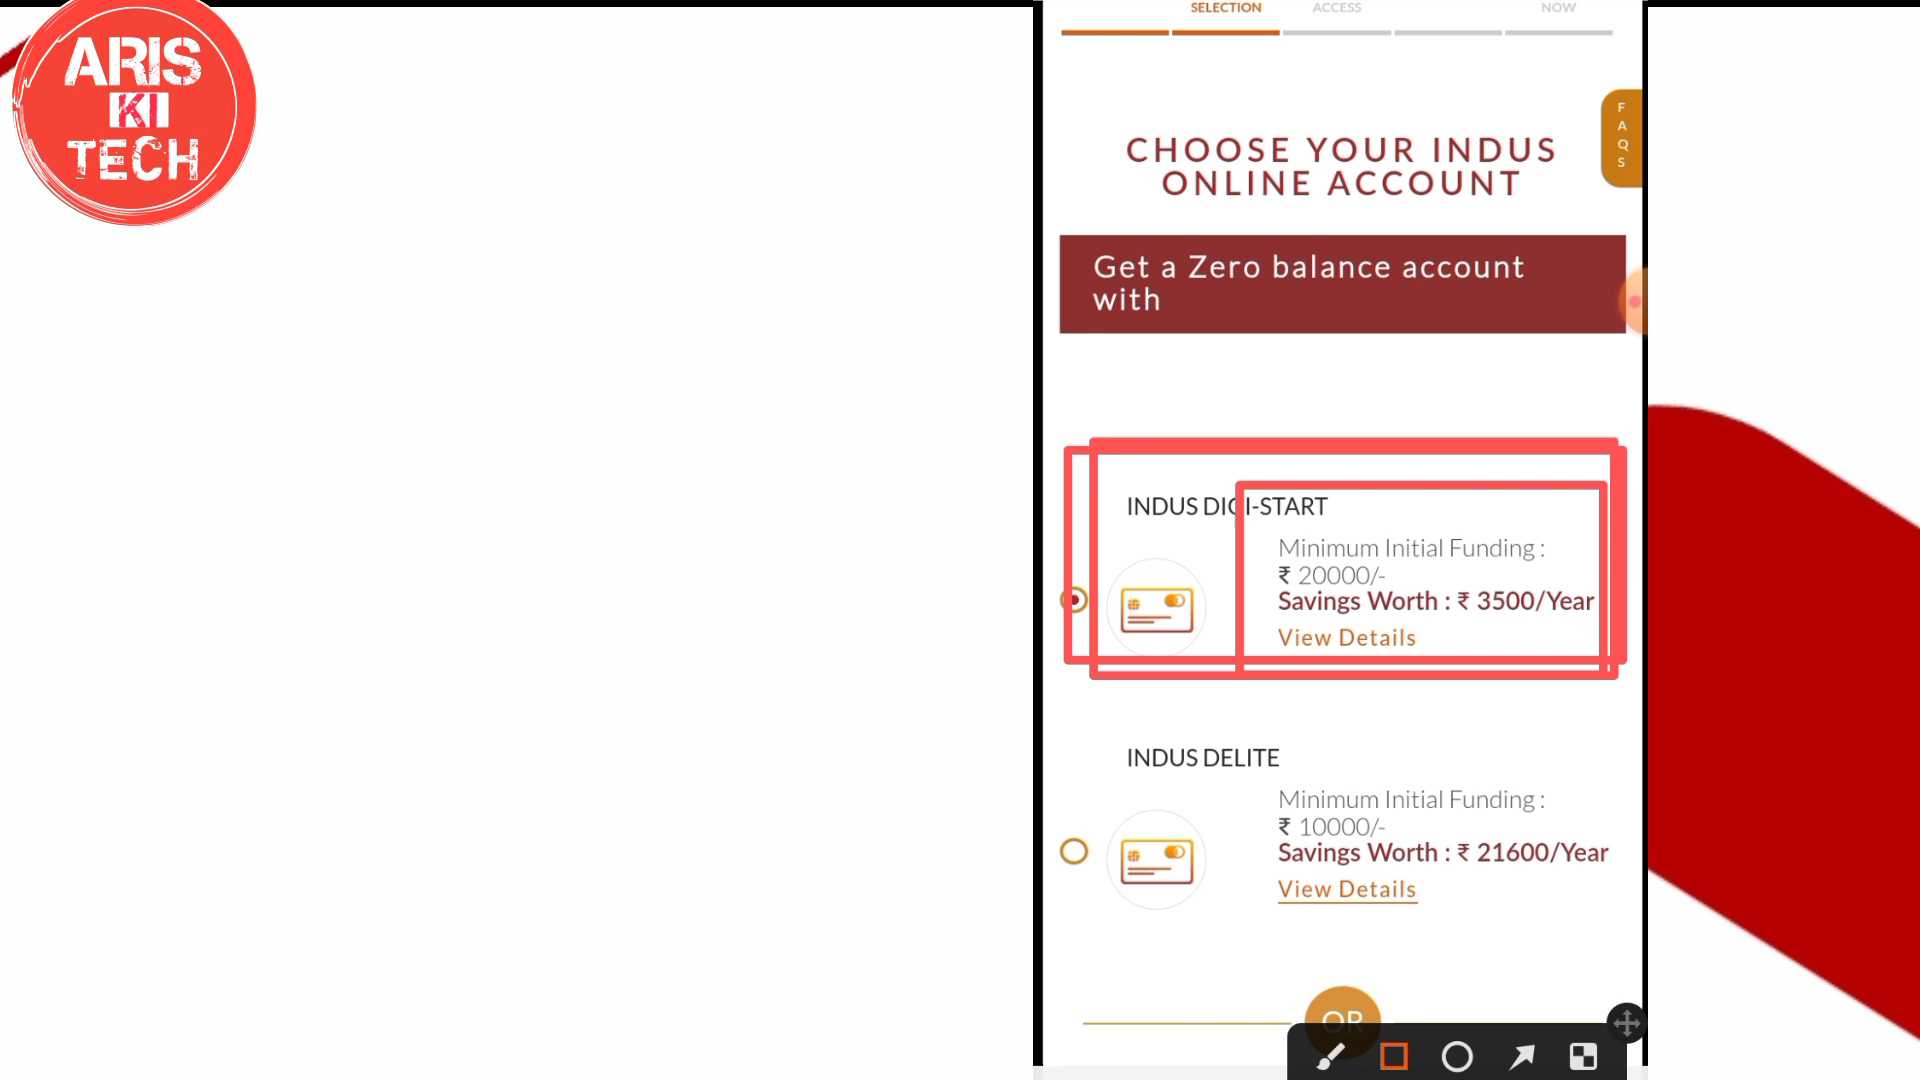 ARIS
KI
TECH
SELECTION ACCESS NOW
FAQS
CHOOSE YOUR INDUS
ONLINE ACCOUNT
Get a Zero balance account
with
INDUS DIGI-START
Minimum Initial Funding :
₹ 20000/-
Savings Worth : ₹ 3500/Year
View Details
INDUS DELITE
Minimum Initial Funding :
₹ 10000/-
Savings Worth : ₹ 21600/Year
View Details
OR